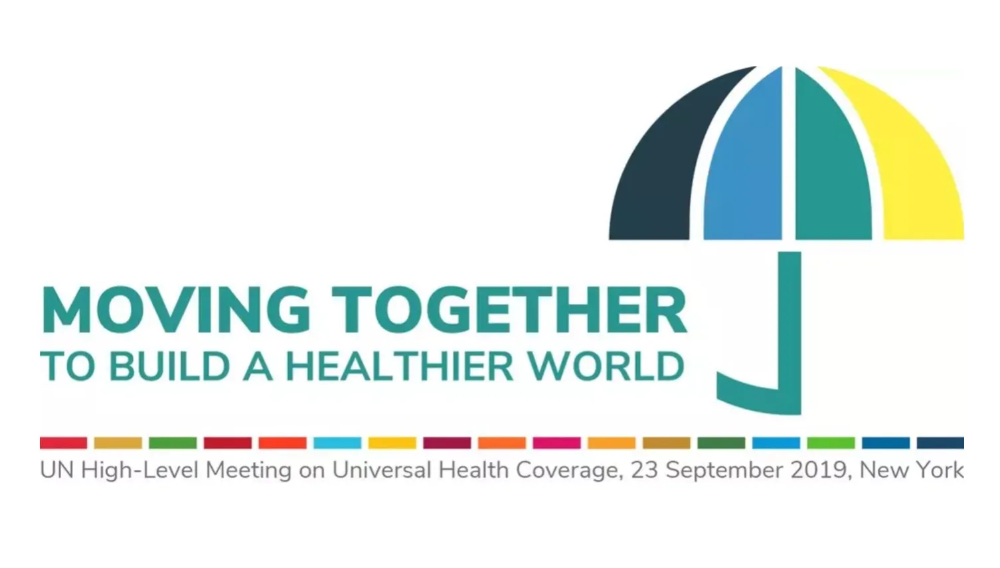 MOVING TOGETHER
TO BUILD A HEALTHIER WORLD
UN High-Level Meeting on Universal Health Coverage, 23 September 2019, New York